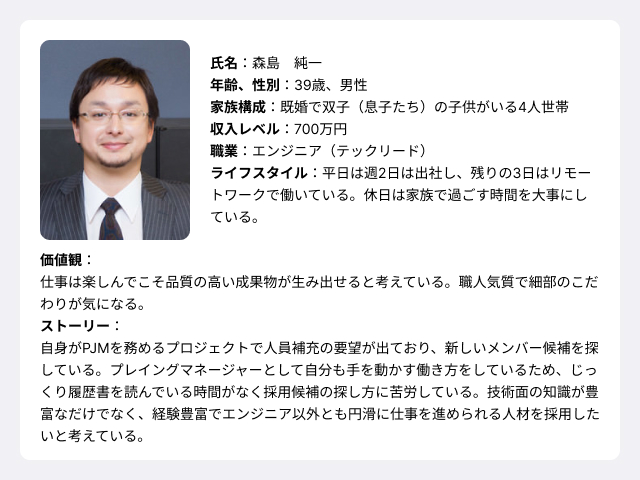 氏名：森島　純一
年齢、性別：39歳、男性
家族構成：既婚で双子（息子たち）の子供がいる4人世帯
収入レベル：700万円
職業：エンジニア（テックリード）
ライフスタイル：平日は週2日は出社し、残りの3日はリモー
トワークで働いている。休日は家族で過ごす時間を大事にし
ている。
価値観：
仕事は楽しんでこそ品質の高い成果物が生み出せると考えている。職人気質で細部のこだ
わりが気になる。
ストーリー：
自身がPJMを務めるプロジェクトで人員補充の要望が出ており、新しいメンバー候補を探
している。プレイングマネージャーとして自分も手を動かす働き方をしているため、じっ
くり履歴書を読んでいる時間がなく採用候補の探し方に苦労している。技術面の知識が豊
富なだけでなく、経験豊富でエンジニア以外とも円滑に仕事を進められる人材を採用した
いと考えている。